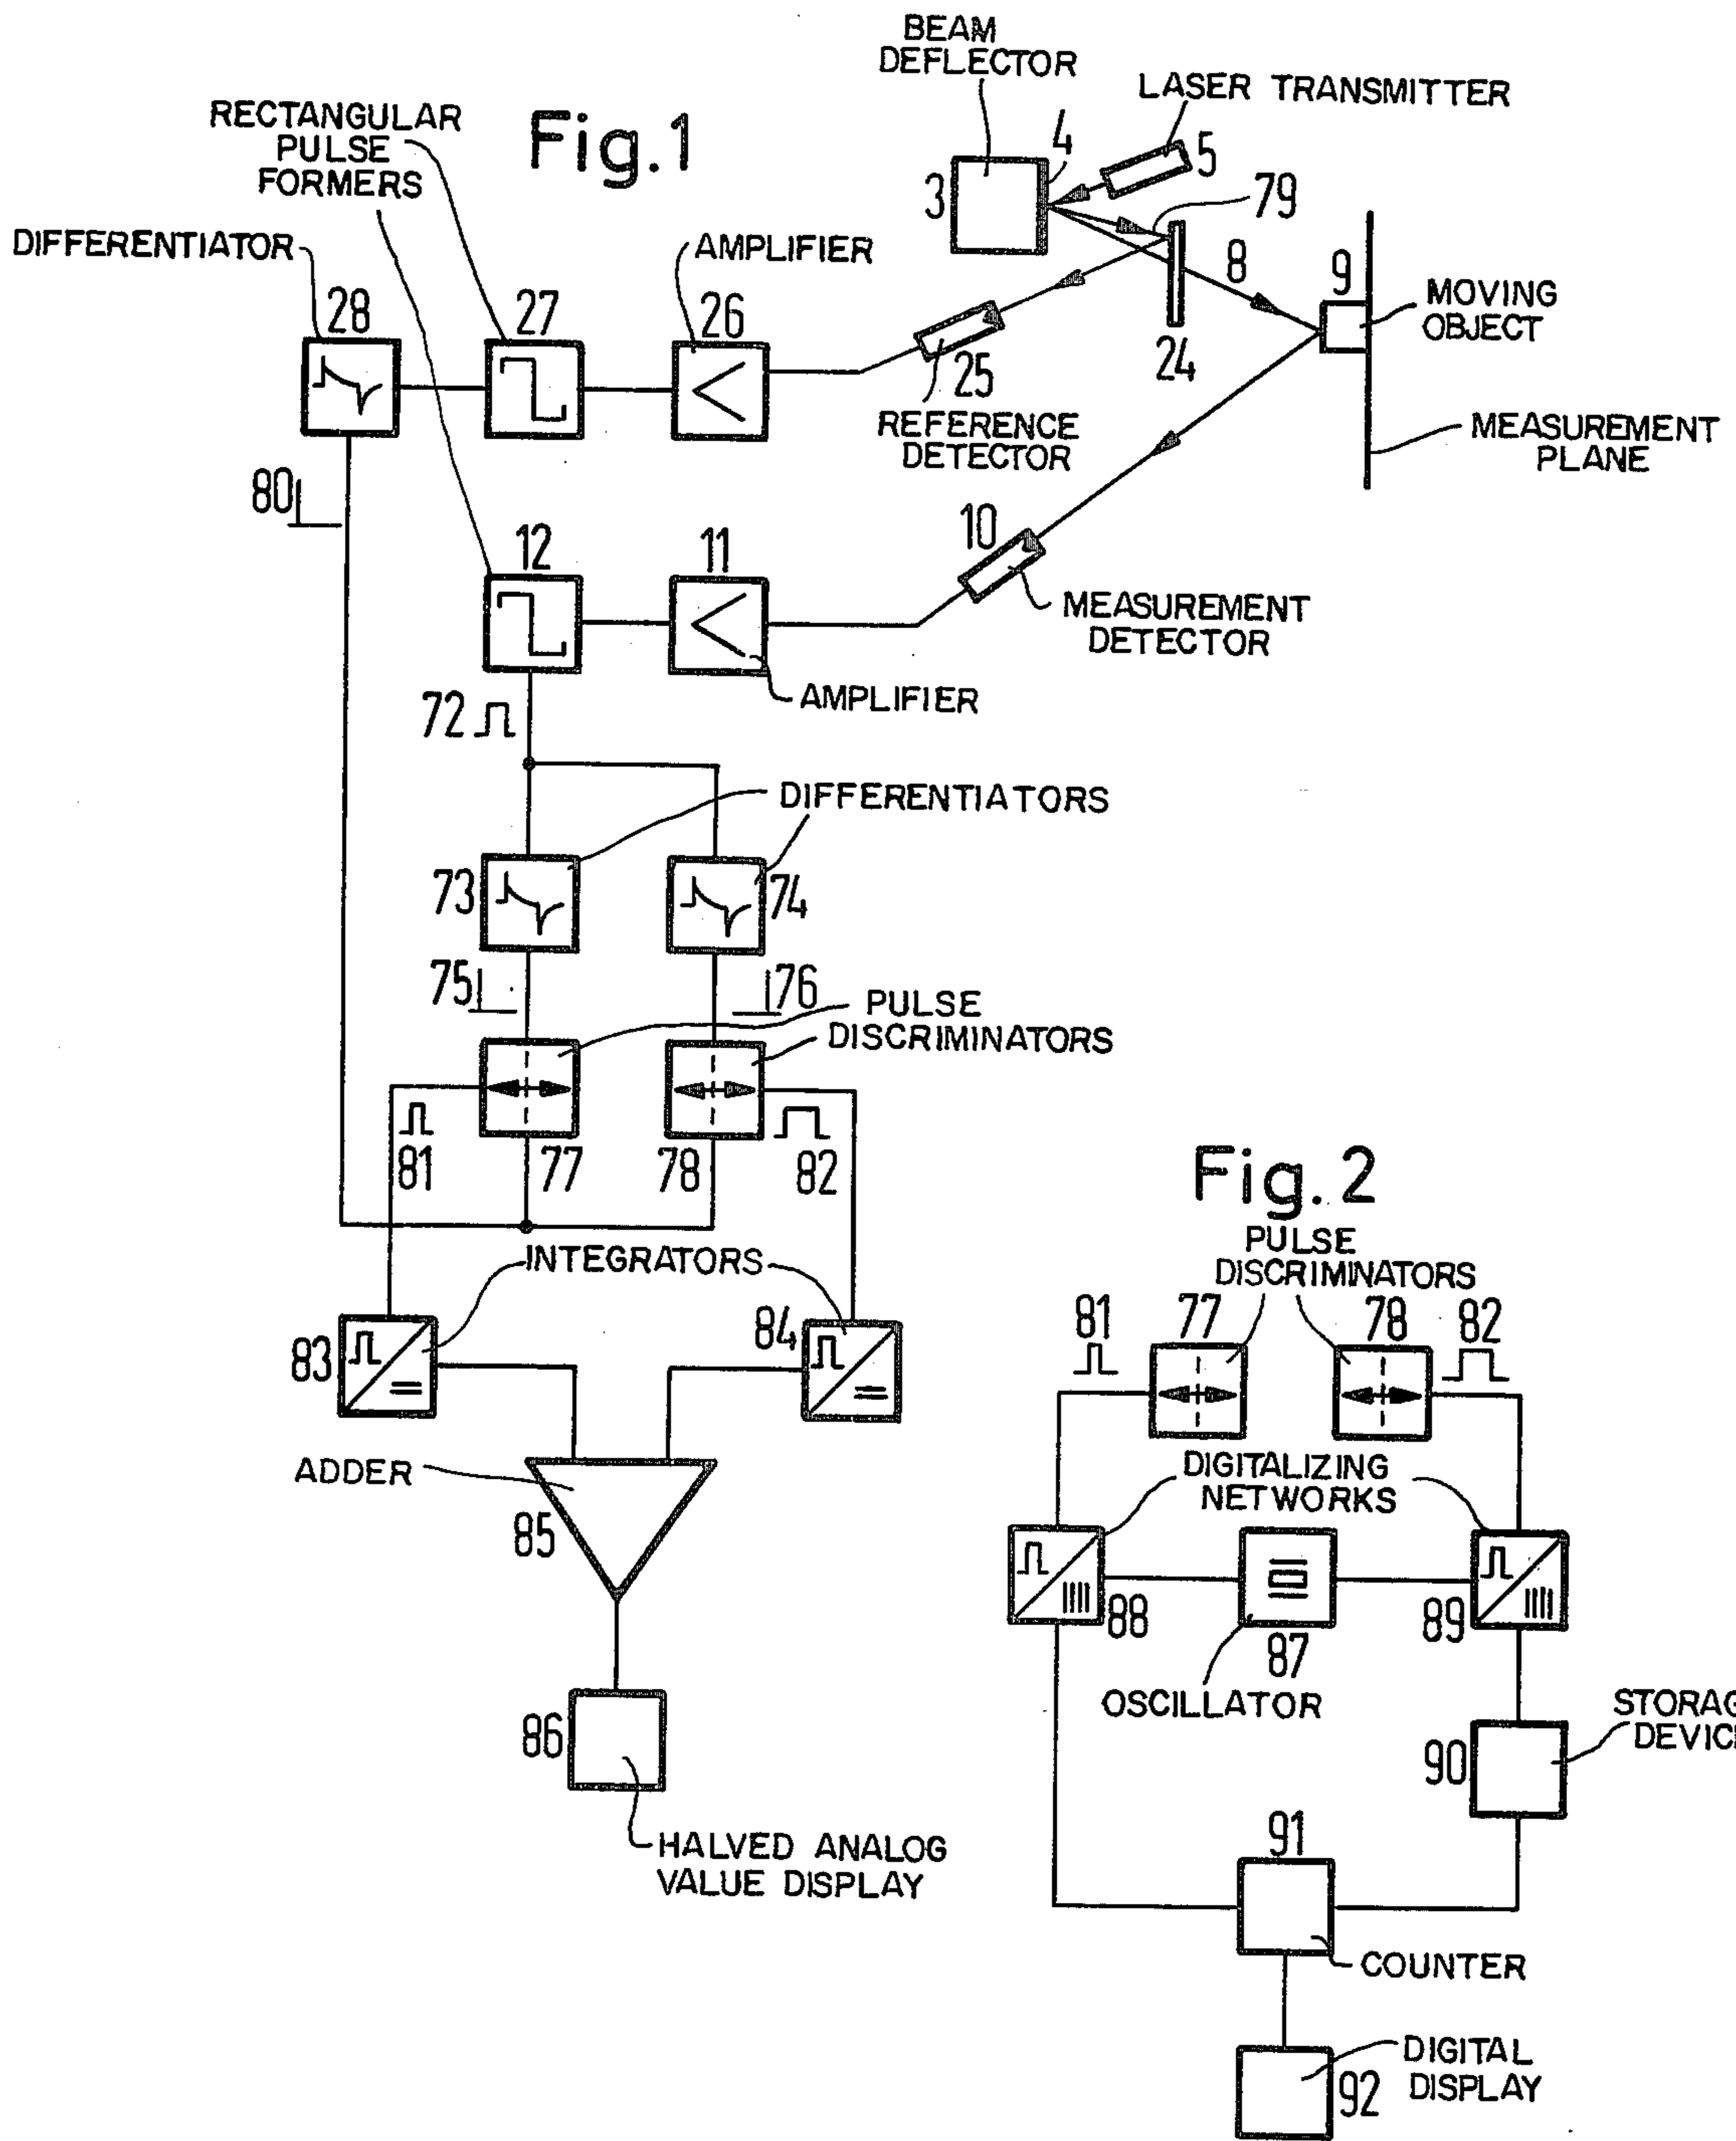 Fig.1
BEAM
DEFLECTOR
LASER TRANSMITTER
RECTANGULAR
PULSE
FORMERS
4
5
3
79
DIFFERENTIATOR
AMPLIFIER
8
9
MOVING
OBJECT
28
27
26
25
24
REFERENCE
DETECTOR
MEASUREMENT
PLANE
80
12
11
10
MEASUREMENT
DETECTOR
AMPLIFIER
72
DIFFERENTIATORS
73
74
75
76
PULSE
DISCRIMINATORS
81
77
78
82
INTEGRATORS
83
84
ADDER
85
86
HALVED ANALOG
VALUE DISPLAY
Fig.2
PULSE
DISCRIMINATORS
81
77
78
82
DIGITALIZING
NETWORKS
88
87
89
OSCILLATOR
90
91
COUNTER
DIGITAL
DISPLAY
92